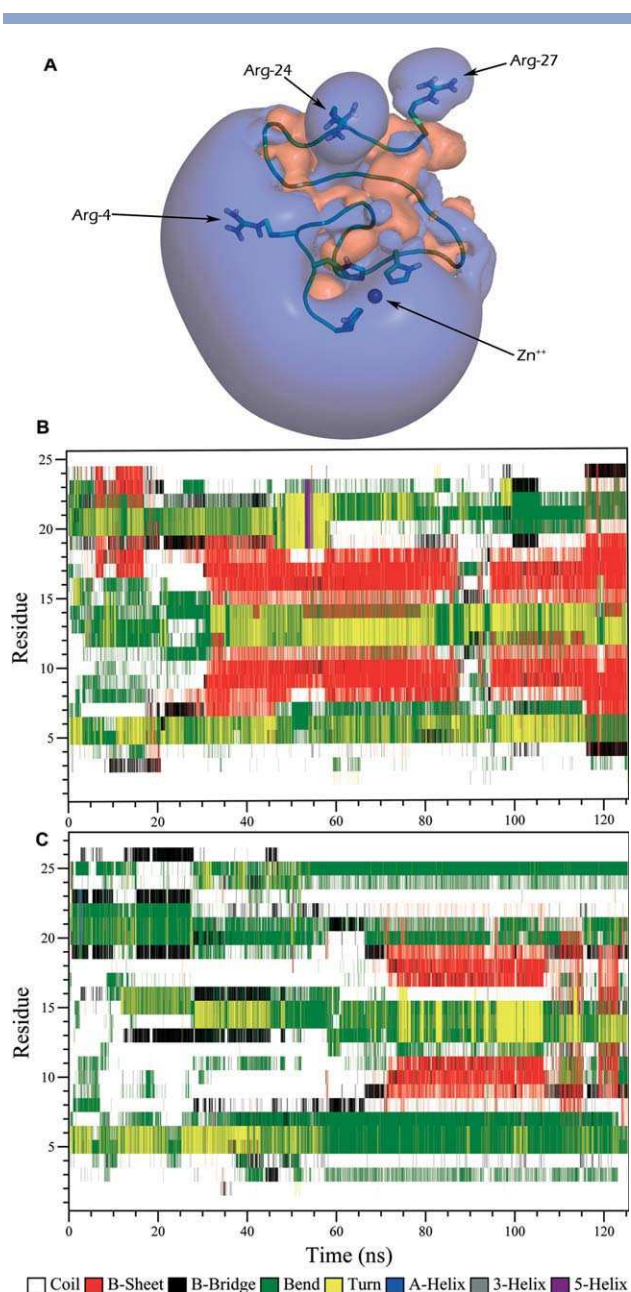 A
Arg-24
Arg-27
Arg-4
Zn++
B
25
20
15
10
5
Residue
0 20 40 60 80 100 120
C
25
20
15
10
5
Residue
0 20 40 60 80 100 120
Time (ns)
Coil B-Sheet B-Bridge Bend Turn A-Helix 3-Helix 5-Helix